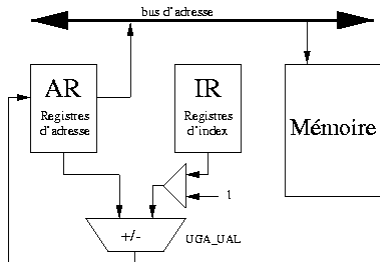 bus d'adresse
AR
Registres
d'adresse
IR
Registres
d'index
Mémoire
1
+/-
UGA_UAL